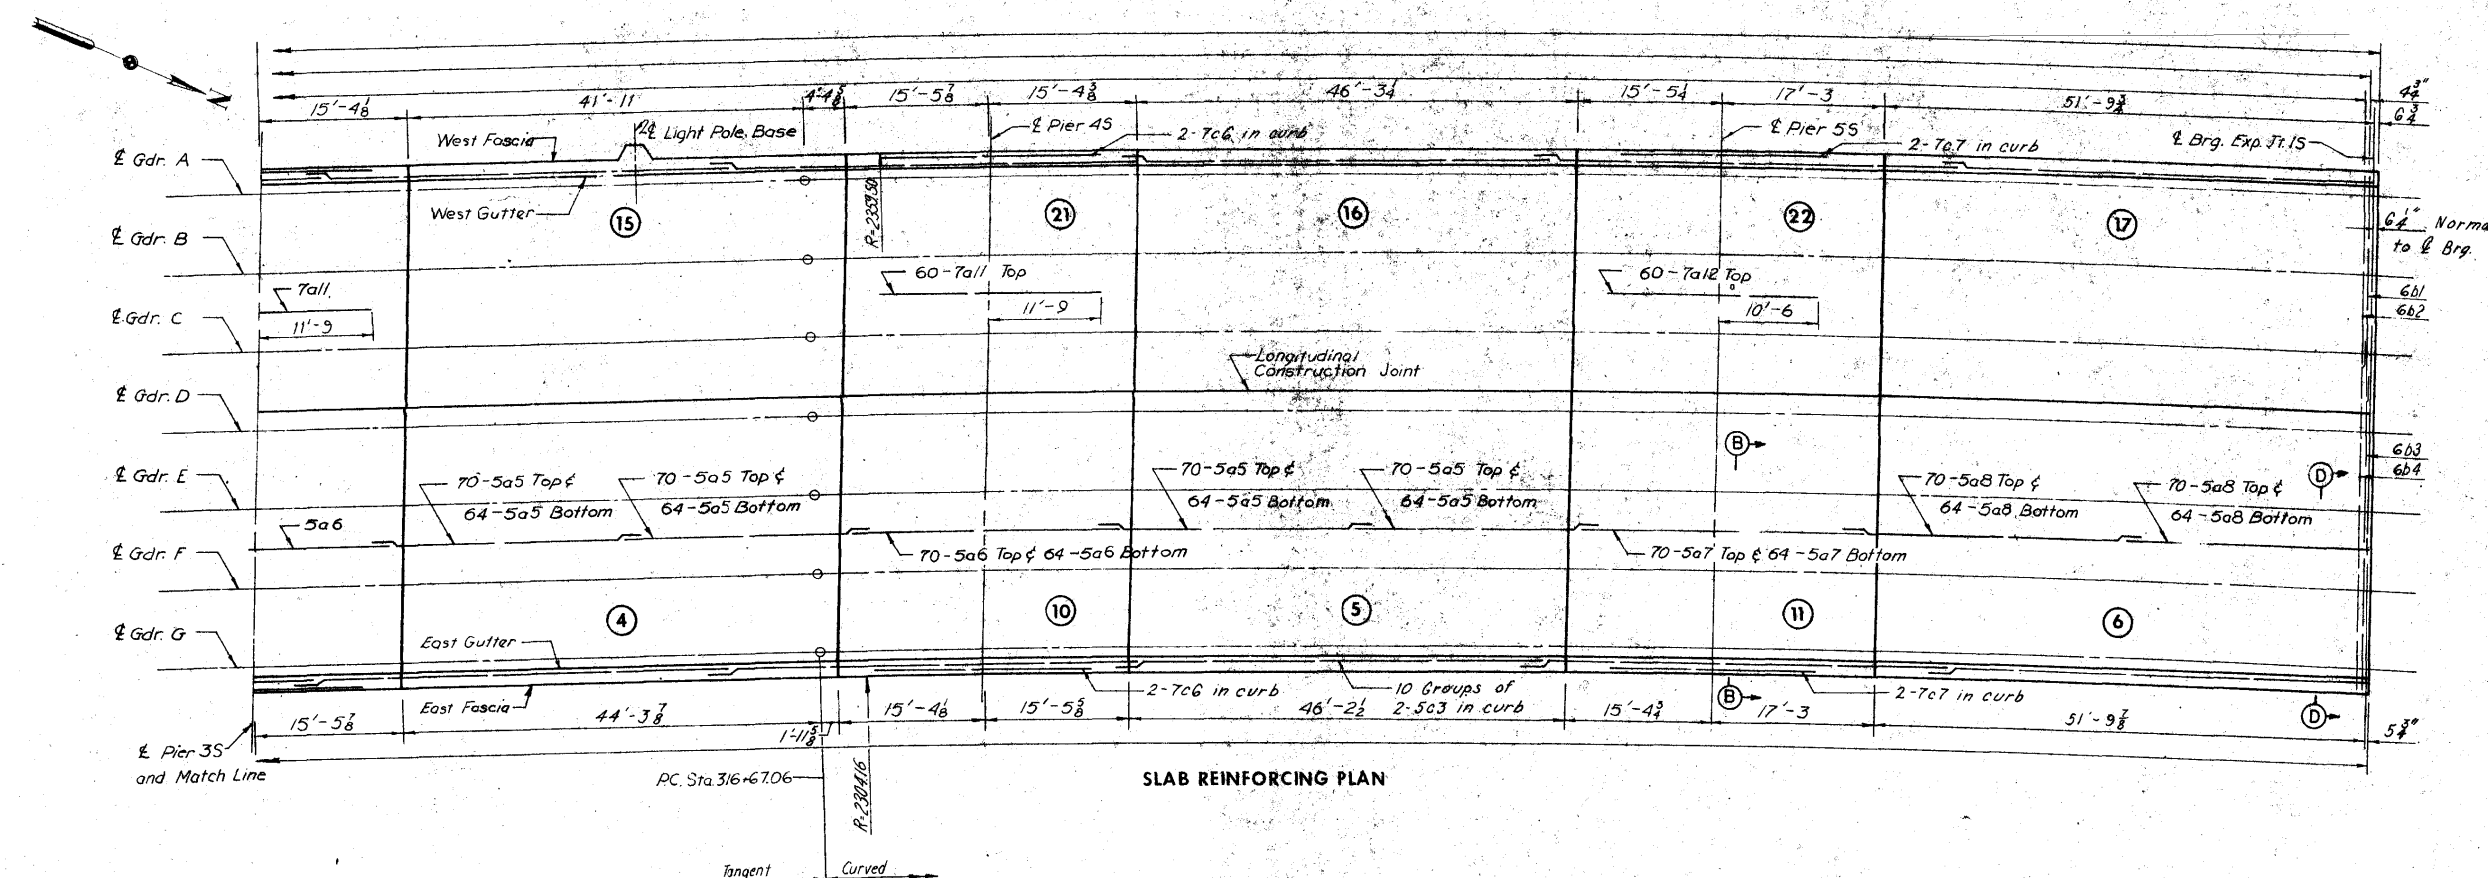 N
15'-4 1/8
41'-11
4'-4 5/8
15'-5 7/8
15'-4 3/8
46'-3 1/4
15'-5 1/4
17'-3
51'-9 3/4
4 3/4"
6 3/4
West Fascia
℄ Light Pole Base
℄ Pier 4S
2-7c6 in curb
℄ Pier 5S
2-7c7 in curb
℄ Brg. Exp. Jt. 1S
℄ Gdr. A
West Gutter
15
21
16
22
17
6 1/4" Norma
to ℄ Brg.
℄ Gdr. B
60-7a11 Top
11'-9
60-7a12 Top
10'-6
7a11
11'-9
6b1
6b2
℄ Gdr. C
Longitudinal
Construction Joint
℄ Gdr. D
B
6b3
6b4
D
℄ Gdr. E
70-5a5 Top ¢
64-5a5 Bottom
70-5a5 Top ¢
64-5a5 Bottom
70-5a5 Top ¢
64-5a5 Bottom
70-5a5 Top ¢
64-5a5 Bottom
70-5a8 Top ¢
64-5a8 Bottom
70-5a8 Top ¢
64-5a8 Bottom
5a6
℄ Gdr. F
70-5a6 Top ¢ 64-5a6 Bottom
70-5a7 Top ¢ 64-5a7 Bottom
4
10
5
11
6
℄ Gdr. G
East Gutter
East Fascia
2-7c6 in curb
10 Groups of
2-5a3 in curb
B
2-7c7 in curb
D
15'-5 7/8
44'-3 7/8
1'-11 5/8
15'-4 1/8
15'-5 5/8
46'-2 1/2
15'-4 3/4
17'-3
51'-9 7/8
5 3/4"
℄ Pier 3S
and Match Line
P.C. Sta. 316+67.06
SLAB REINFORCING PLAN
Tangent
Curved